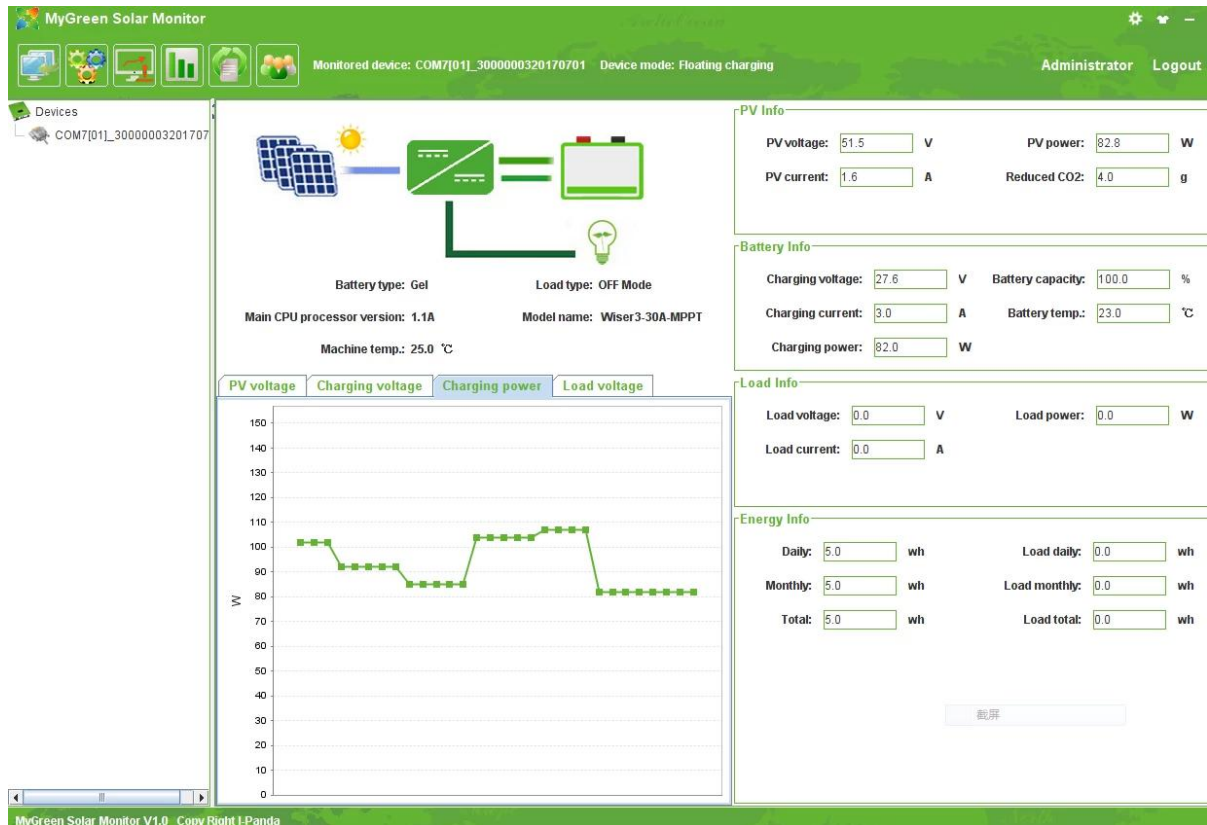 MyGreen Solar Monitor
Monitored device: COM7[01]_3000000320170701 Device mode: Floating charging
Administrator Logout
Devices
COM7[01]_30000003201707
Battery type: Gel
Load type: OFF Mode
Main CPU processor version: 1.1A
Model name: Wiser3-30A-MPPT
Machine temp.: 25.0 ℃
PV voltage
Charging voltage
Charging power
Load voltage
150
140
130
120
110
100
90
80
70
60
50
40
30
20
10
0
W
PV Info
PV voltage: 51.5 V
PV power: 82.8 W
PV current: 1.6 A
Reduced CO2: 4.0 g
Battery Info
Charging voltage: 27.6 V
Battery capacity: 100.0 %
Charging current: 3.0 A
Battery temp.: 23.0 ℃
Charging power: 82.0 W
Load Info
Load voltage: 0.0 V
Load power: 0.0 W
Load current: 0.0 A
Energy Info
Daily: 5.0 wh
Load daily: 0.0 wh
Monthly: 5.0 wh
Load monthly: 0.0 wh
Total: 5.0 wh
Load total: 0.0 wh
截屏
MyGreen Solar Monitor V1.0 Copy Right I-Panda